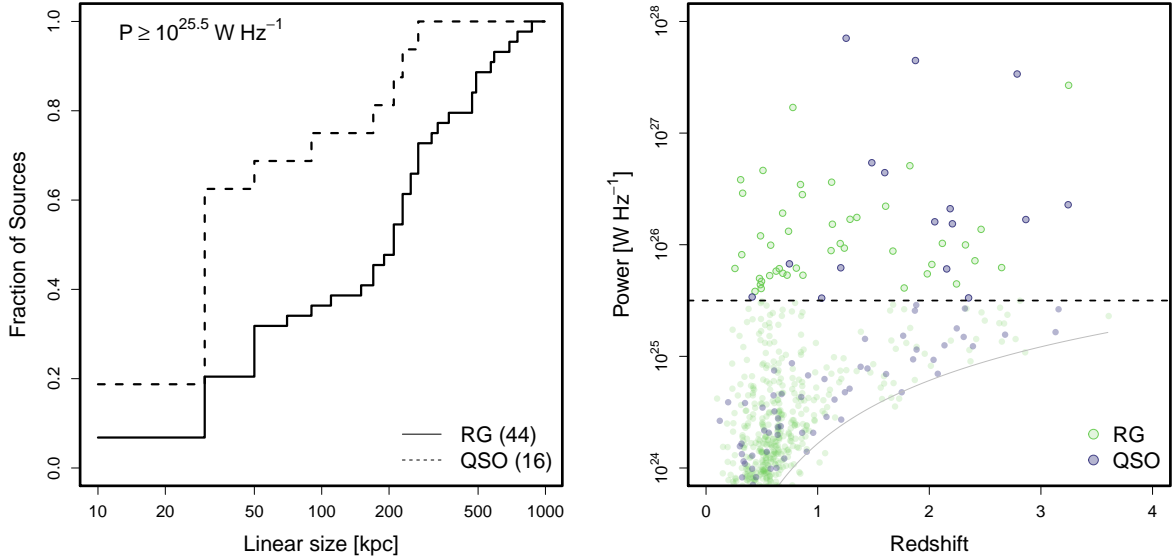 P ≥ 10^25.5 W Hz^−1
Fraction of Sources
1.0
0.8
0.6
0.4
0.2
0.0
RG (44)
QSO (16)
10
20
50
100
200
500
1000
Linear size [kpc]
Power [W Hz^−1]
10^28
10^27
10^26
10^25
10^24
RG
QSO
0
1
2
3
4
Redshift